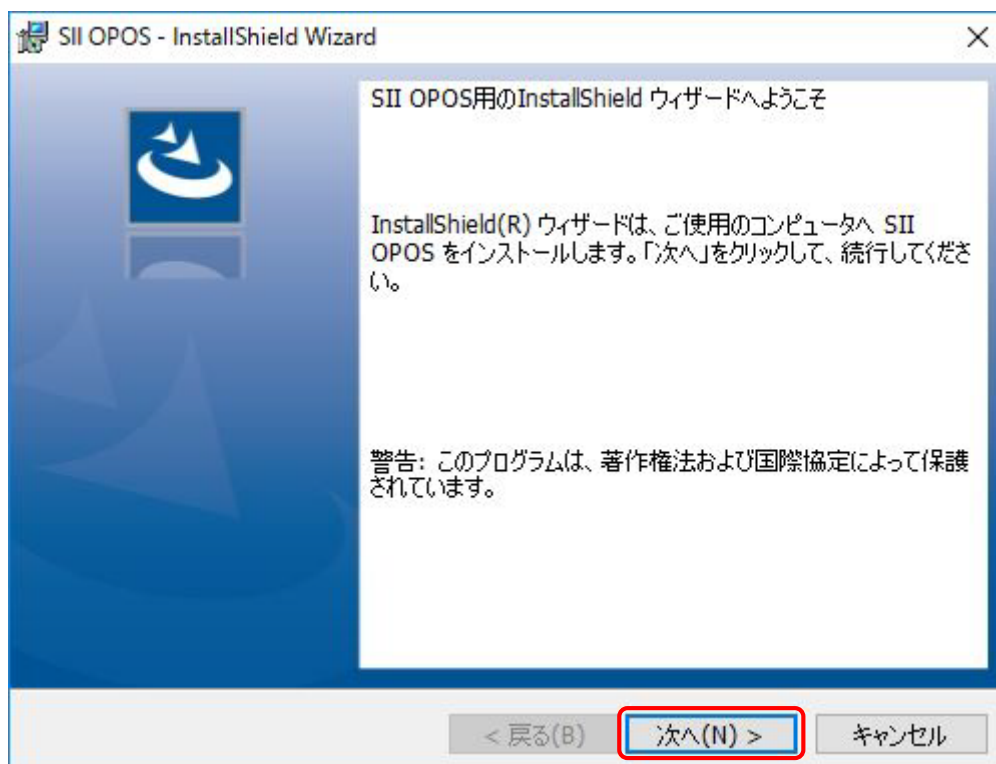 SII OPOS - InstallShield Wizard
SII OPOS用のInstallShield ウィザードへようこそ
InstallShield(R) ウィザードは、ご使用のコンピュータへ SII
OPOS をインストールします。「次へ」をクリックして、続行してくださ
い。
警告: このプログラムは、著作権法および国際協定によって保護
されています。
< 戻る(B)
次へ(N) >
キャンセル